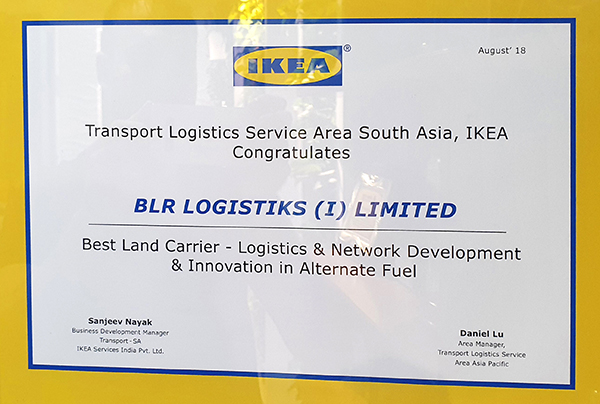 August' 18
IKEA®
Transport Logistics Service Area South Asia, IKEA
Congratulates
BLR LOGISTIKS (I) LIMITED
Best Land Carrier - Logistics & Network Development
& Innovation in Alternate Fuel
Sanjeev Nayak
Business Development Manager
Transport - SA
IKEA Services India Pvt. Ltd.
Daniel Lu
Area Manager,
Transport Logistics Service
Area Asia Pacific